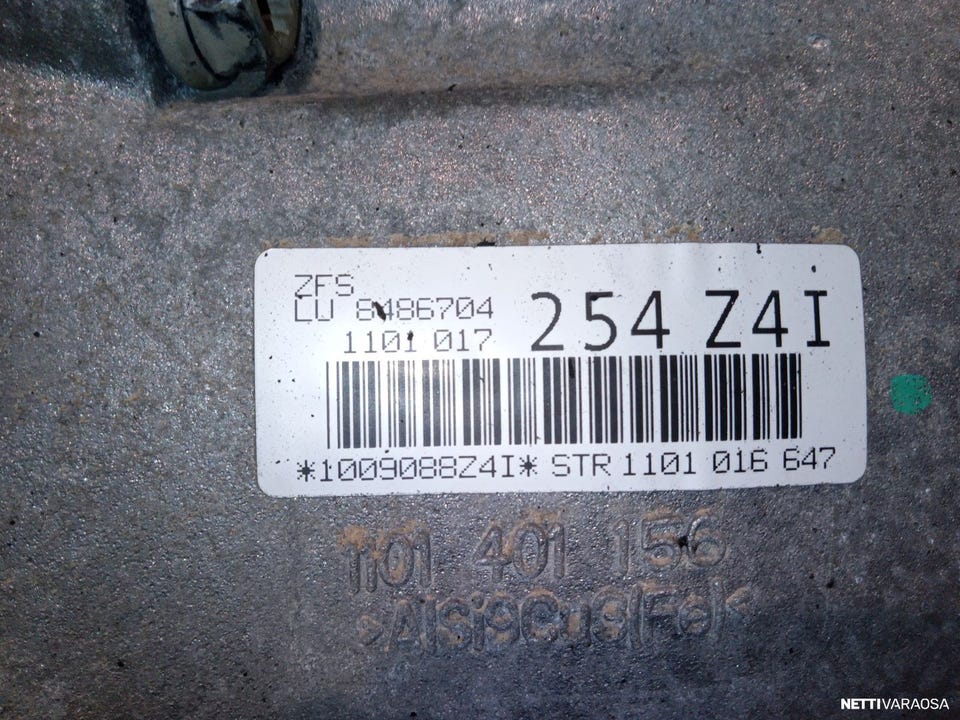 ZFS
LU 8486704
1101 017
254 Z4I
*1009088Z4I* STR 1101 016 647
1101 401 156
>AlSi9Cu3(Fe)<
NETTIVARAOSA